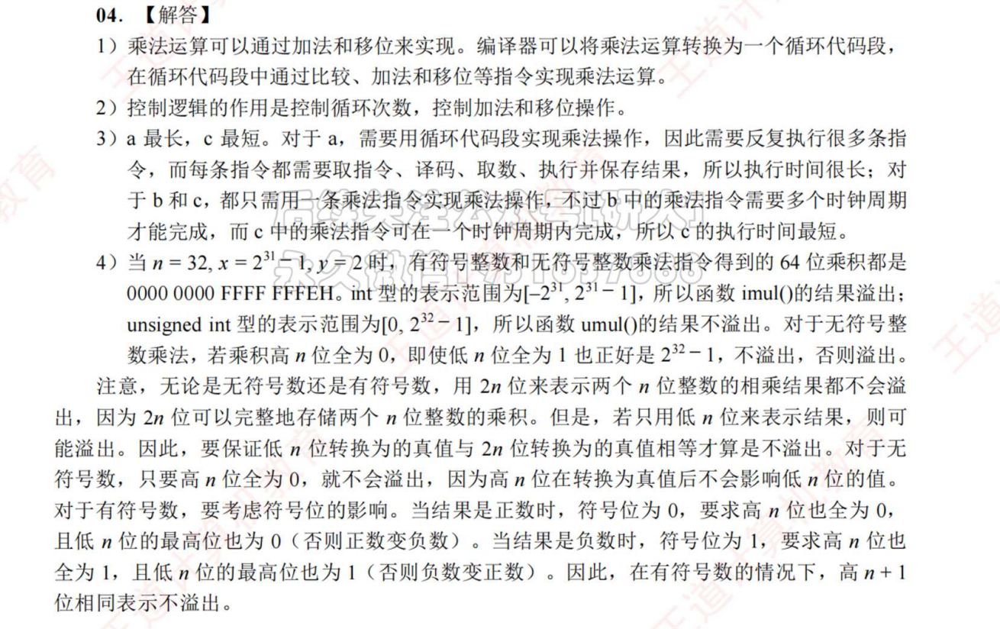 04. 【解答】
1）乘法运算可以通过加法和移位来实现。编译器可以将乘法运算转换为一个循环代码段，
在循环代码段中通过比较、加法和移位等指令实现乘法运算。
2）控制逻辑的作用是控制循环次数，控制加法和移位操作。
3）a 最长，c 最短。对于 a，需要用循环代码段实现乘法操作，因此需要反复执行很多条指
令，而每条指令都需要取指令、译码、取数、执行并保存结果，所以执行时间很长；对
于 b 和 c，都只需用一条乘法指令实现乘法操作，不过 b 中的乘法指令需要多个时钟周期
才能完成，而 c 中的乘法指令可在一个时钟周期内完成，所以 c 的执行时间最短。
4）当 n = 32, x = 2³¹ − 1, y = 2 时，有符号整数和无符号整数乘法指令得到的 64 位乘积都是
0000 0000 FFFF FFFEH。int 型的表示范围为[−2³¹, 2³¹ − 1]，所以函数 imul()的结果溢出；
unsigned int 型的表示范围为[0, 2³² − 1]，所以函数 umul()的结果不溢出。对于无符号整
数乘法，若乘积高 n 位全为 0，即使低 n 位全为 1 也正好是 2³² − 1，不溢出，否则溢出。
注意，无论是无符号数还是有符号数，用 2n 位来表示两个 n 位整数的相乘结果都不会溢
出，因为 2n 位可以完整地存储两个 n 位整数的乘积。但是，若只用低 n 位来表示结果，则可
能溢出。因此，要保证低 n 位转换为的真值与 2n 位转换为的真值相等才算是不溢出。对于无
符号数，只要高 n 位全为 0，就不会溢出，因为高 n 位在转换为真值后不会影响低 n 位的值。
对于有符号数，要考虑符号位的影响。当结果是正数时，符号位为 0，要求高 n 位也全为 0，
且低 n 位的最高位也为 0（否则正数变负数）。当结果是负数时，符号位为 1，要求高 n 位也
全为 1，且低 n 位的最高位也为 1（否则负数变正数）。因此，在有符号数的情况下，高 n + 1
位相同表示不溢出。